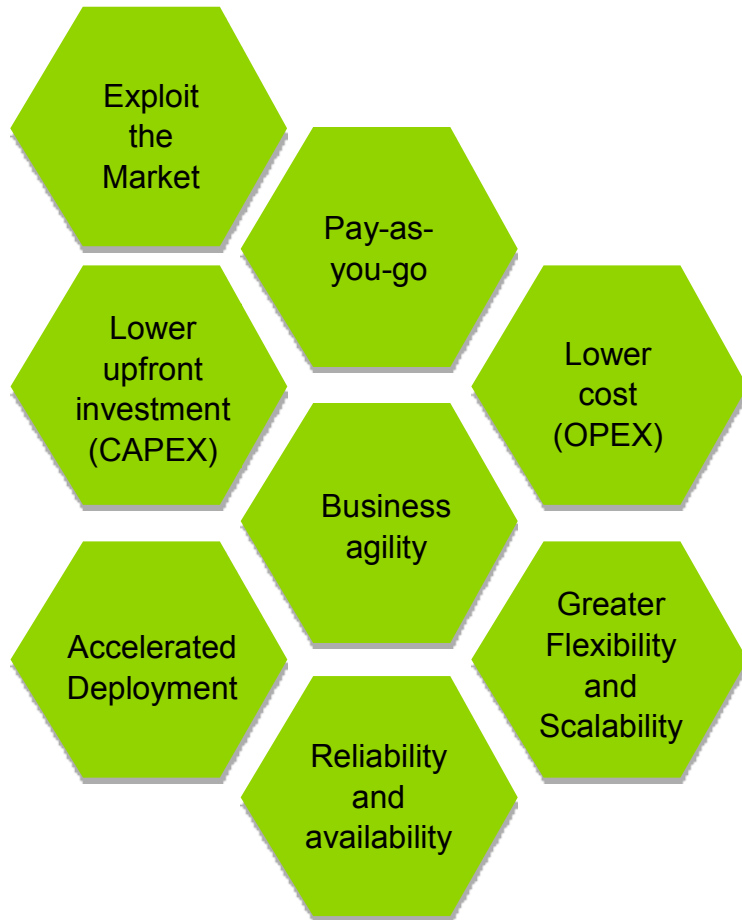 Exploit
the
Market
Pay-as-
you-go
Lower
upfront
investment
(CAPEX)
Lower
cost
(OPEX)
Business
agility
Accelerated
Deployment
Greater
Flexibility
and
Scalability
Reliability
and
availability